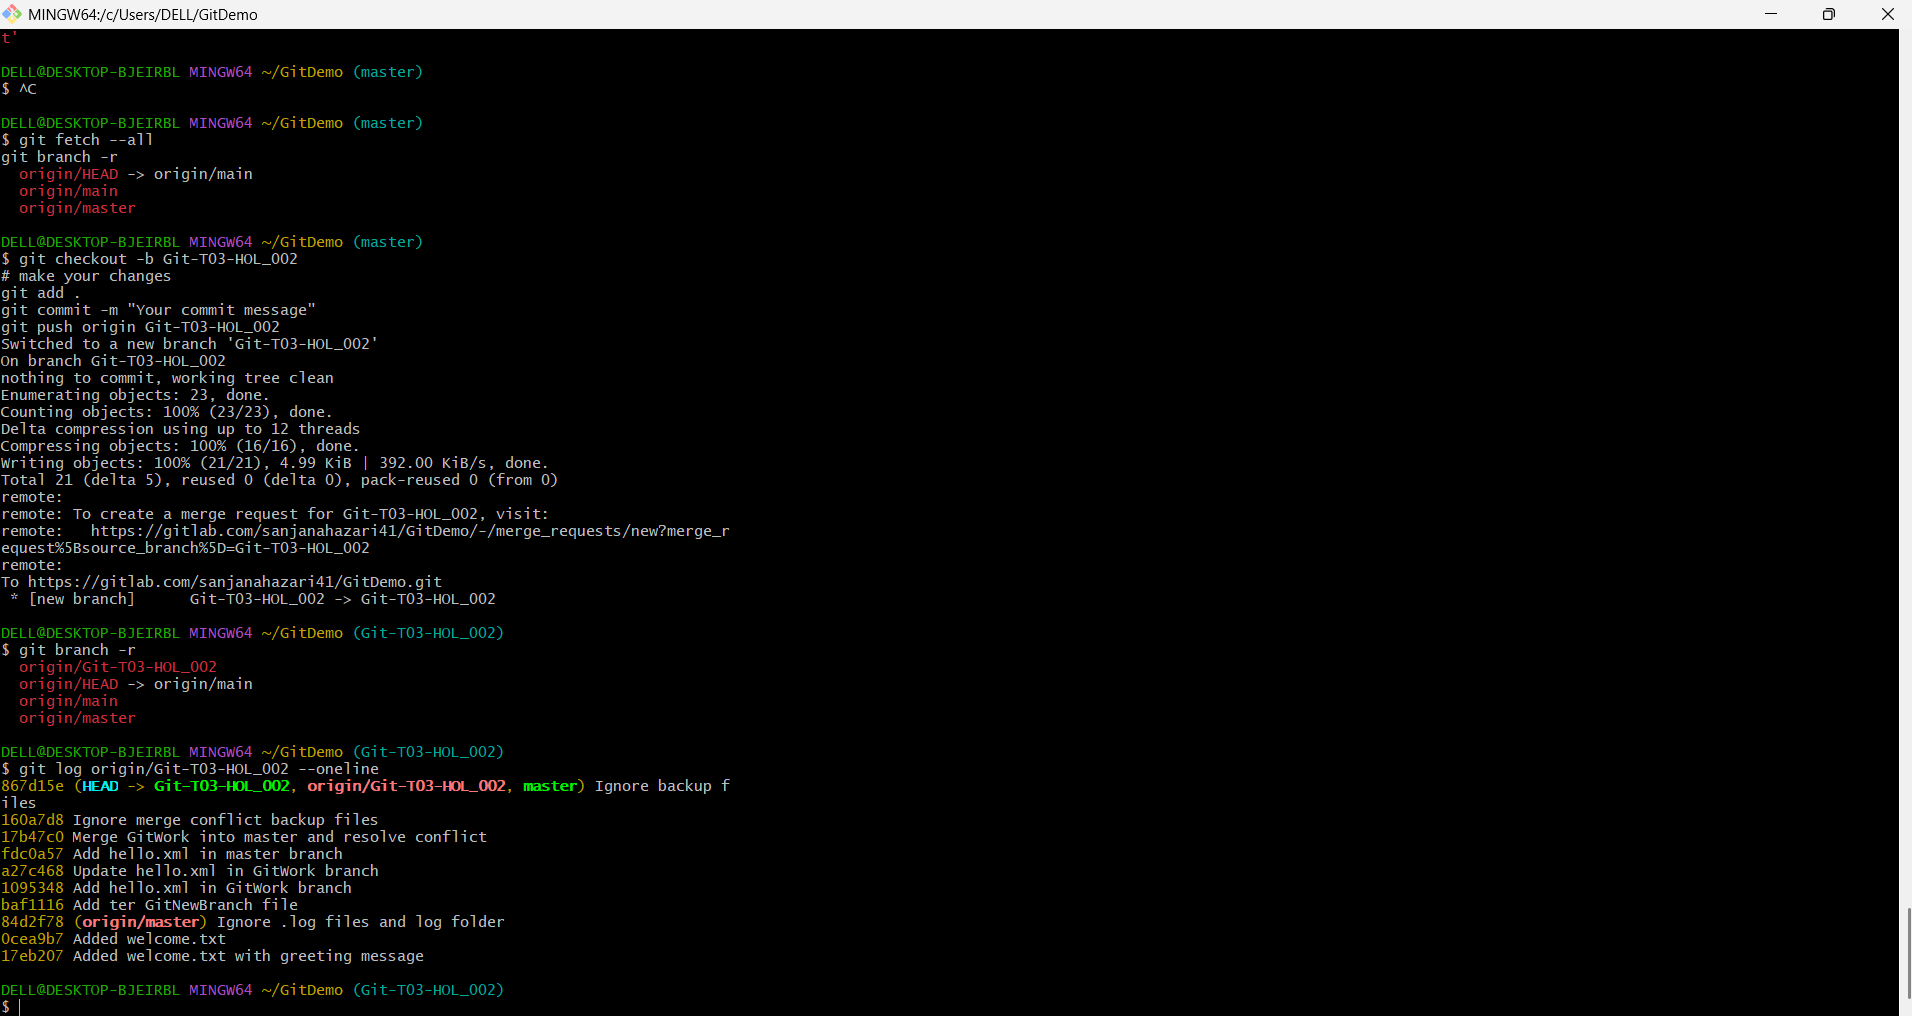 MINGW64:/c/Users/DELL/GitDemo
t'
DELL@DESKTOP-BJEIRBL MINGW64 ~/GitDemo (master)
$ ^C
DELL@DESKTOP-BJEIRBL MINGW64 ~/GitDemo (master)
$ git fetch --all
git branch -r
  origin/HEAD -> origin/main
  origin/main
  origin/master
DELL@DESKTOP-BJEIRBL MINGW64 ~/GitDemo (master)
$ git checkout -b Git-T03-HOL_002
# make your changes
git add .
git commit -m "Your commit message"
git push origin Git-T03-HOL_002
Switched to a new branch 'Git-T03-HOL_002'
On branch Git-T03-HOL_002
nothing to commit, working tree clean
Enumerating objects: 23, done.
Counting objects: 100% (23/23), done.
Delta compression using up to 12 threads
Compressing objects: 100% (16/16), done.
Writing objects: 100% (21/21), 4.99 KiB | 392.00 KiB/s, done.
Total 21 (delta 5), reused 0 (delta 0), pack-reused 0 (from 0)
remote:
remote: To create a merge request for Git-T03-HOL_002, visit:
remote:   https://gitlab.com/sanjanahazari41/GitDemo/-/merge_requests/new?merge_r
equest%5Bsource_branch%5D=Git-T03-HOL_002
remote:
To https://gitlab.com/sanjanahazari41/GitDemo.git
 * [new branch]      Git-T03-HOL_002 -> Git-T03-HOL_002
DELL@DESKTOP-BJEIRBL MINGW64 ~/GitDemo (Git-T03-HOL_002)
$ git branch -r
  origin/Git-T03-HOL_002
  origin/HEAD -> origin/main
  origin/main
  origin/master
DELL@DESKTOP-BJEIRBL MINGW64 ~/GitDemo (Git-T03-HOL_002)
$ git log origin/Git-T03-HOL_002 --oneline
867d15e (HEAD -> Git-T03-HOL_002, origin/Git-T03-HOL_002, master) Ignore backup f
iles
160a7d8 Ignore merge conflict backup files
17b47c0 Merge GitWork into master and resolve conflict
fdc0a57 Add hello.xml in master branch
a27c468 Update hello.xml in GitWork branch
1095348 Add hello.xml in GitWork branch
baf1116 Add ter GitNewBranch file
84d2f78 (origin/master) Ignore .log files and log folder
0cea9b7 Added welcome.txt
17eb207 Added welcome.txt with greeting message
DELL@DESKTOP-BJEIRBL MINGW64 ~/GitDemo (Git-T03-HOL_002)
$